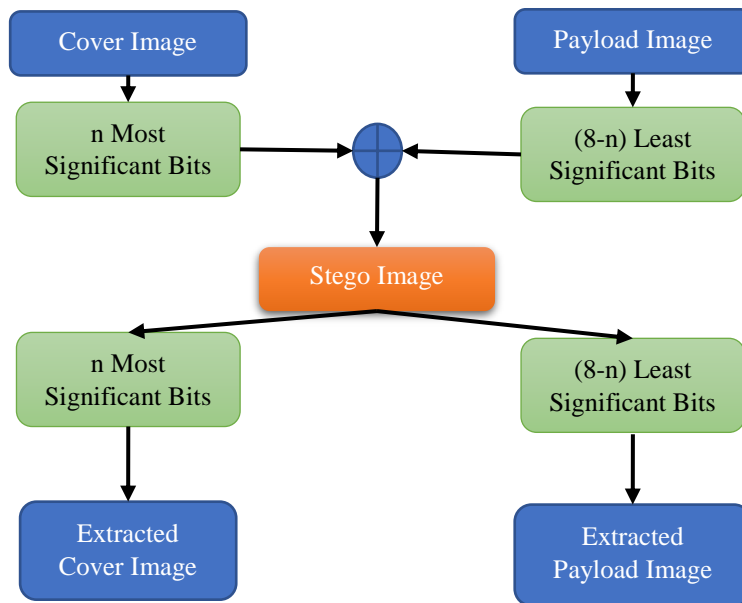 Cover Image
Payload Image
n Most
Significant Bits
(8-n) Least
Significant Bits
Stego Image
n Most
Significant Bits
(8-n) Least
Significant Bits
Extracted
Cover Image
Extracted
Payload Image